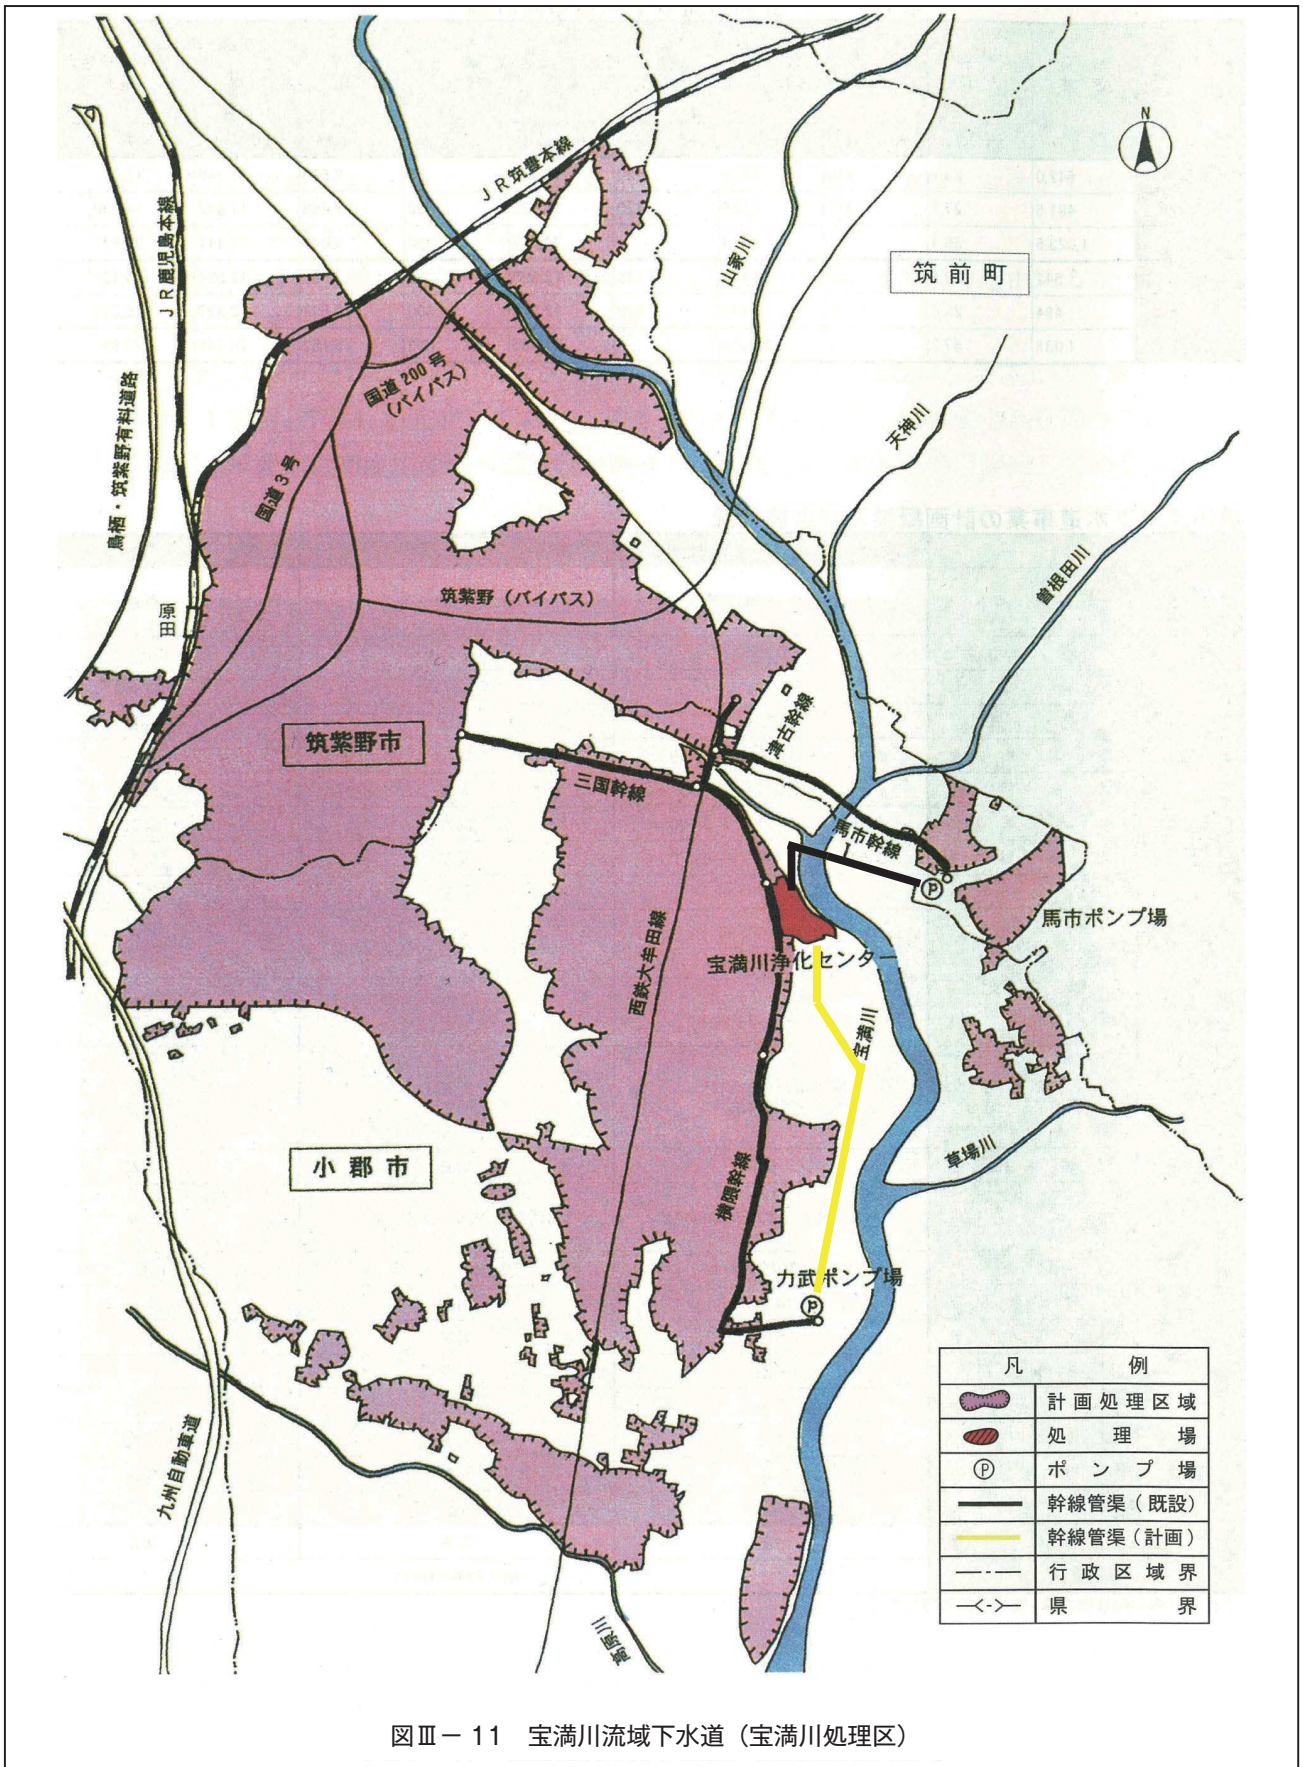 N
JR筑豊本線
JR鹿児島本線
山家川
筑前町
国道200号
(バイパス)
鳥栖・筑紫野有料道路
天神川
国道3号
曽根田川
筑紫野(バイパス)
原田
津古幹線
筑紫野市
三国幹線
馬市幹線
P
馬市ポンプ場
西鉄大牟田線
宝満川浄化センター
宝満川
草場川
小郡市
横隈幹線
力武ポンプ場
P
九州自動車道
高原川
凡例
計画処理区域
処理場
P ポンプ場
幹線管渠(既設)
幹線管渠(計画)
行政区域界
県界
図Ⅲ-11 宝満川流域下水道(宝満川処理区)